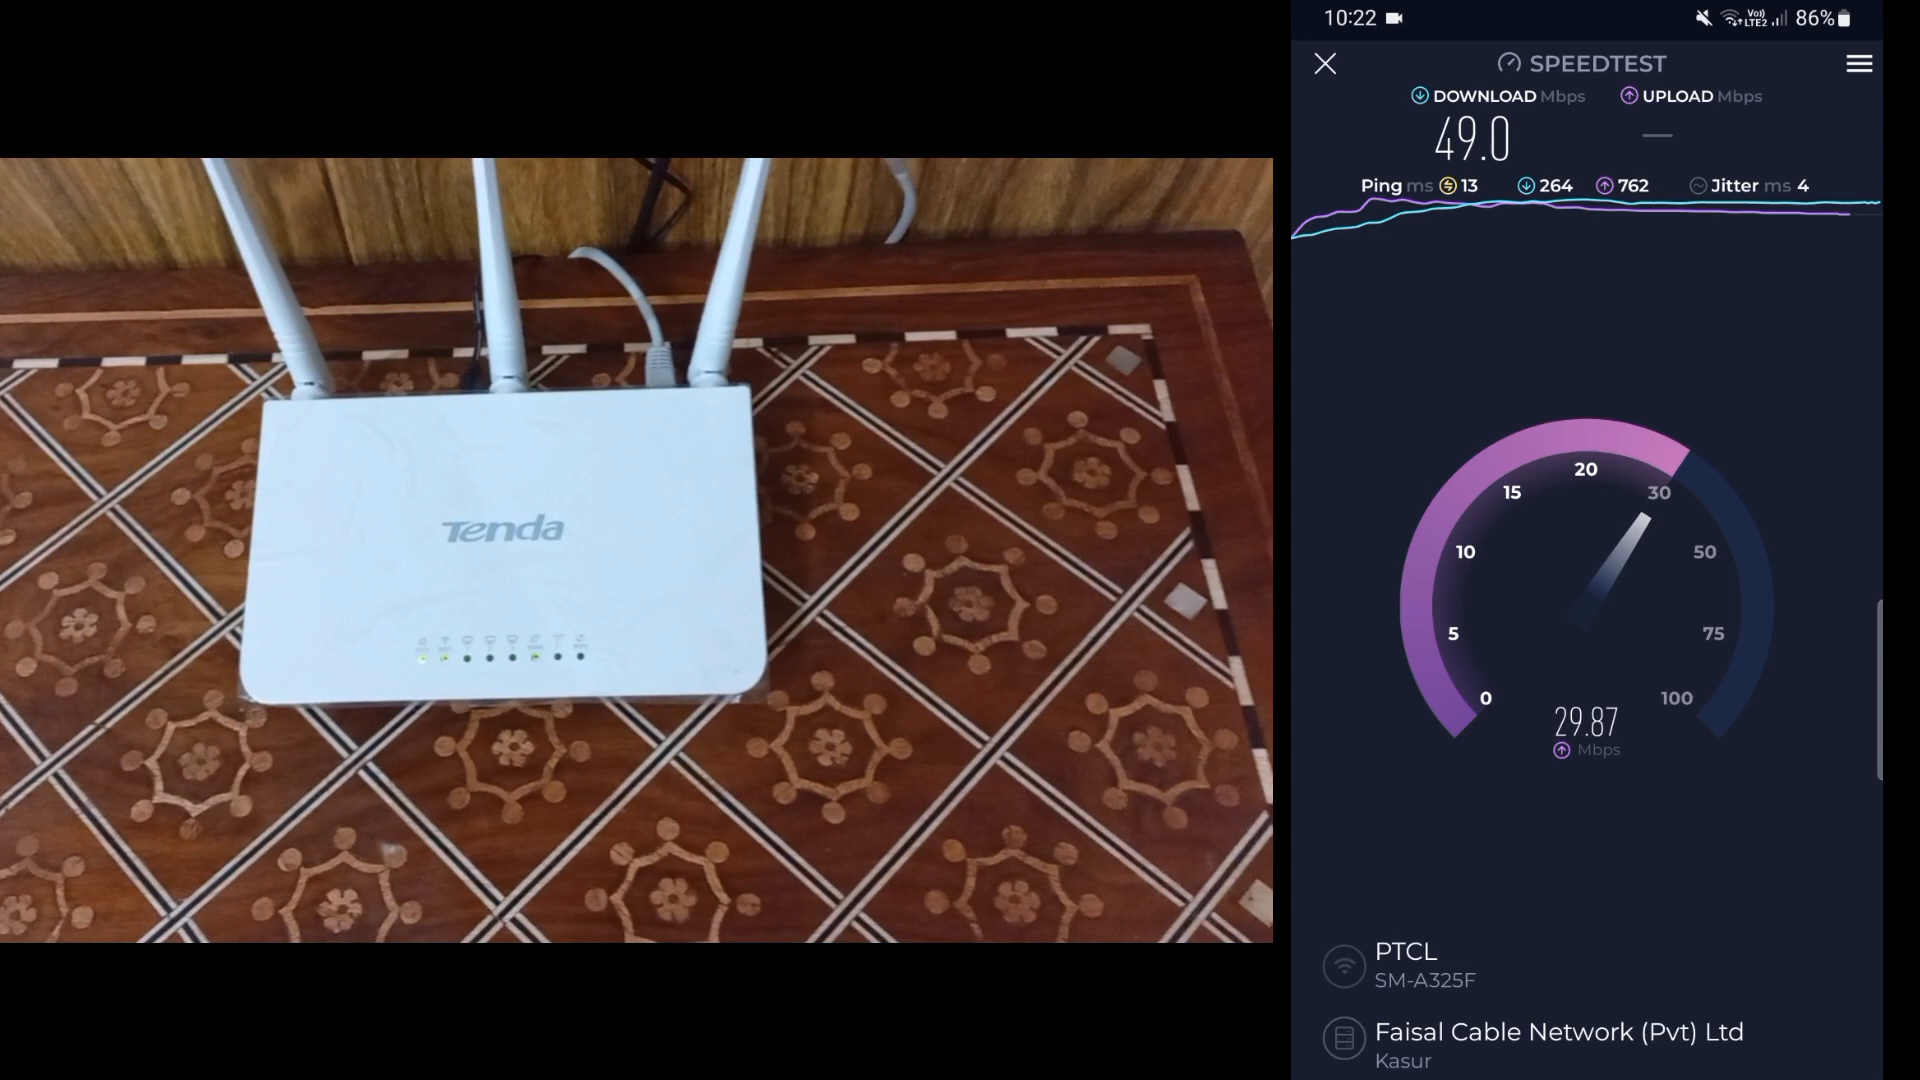 Tenda
10:22 Vo)) LTE2 86%
SPEEDTEST
DOWNLOAD Mbps UPLOAD Mbps
49.0 —
Ping ms 13 264 762 Jitter ms 4
20
15 30
10 50
5 75
0 100
29.87
Mbps
PTCL
SM-A325F
Faisal Cable Network (Pvt) Ltd
Kasur